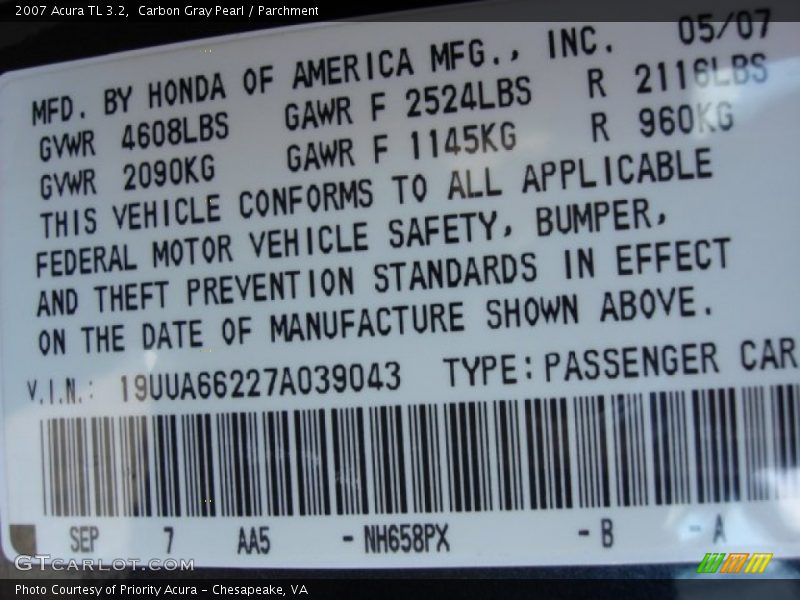 2007 Acura TL 3.2,  Carbon Gray Pearl / Parchment
MFD. BY HONDA OF AMERICA MFG., INC. 05/07
GVWR 4608LBS GAWR F 2524LBS R 2116LBS
GVWR 2090KG GAWR F 1145KG R 960KG
THIS VEHICLE CONFORMS TO ALL APPLICABLE
FEDERAL MOTOR VEHICLE SAFETY, BUMPER,
AND THEFT PREVENTION STANDARDS IN EFFECT
ON THE DATE OF MANUFACTURE SHOWN ABOVE.
V.I.N.: 19UUA66227A039043 TYPE: PASSENGER CAR
SEP 7 AA5 - NH658PX - B - A
GTCARLOT.COM
Photo Courtesy of Priority Acura - Chesapeake, VA